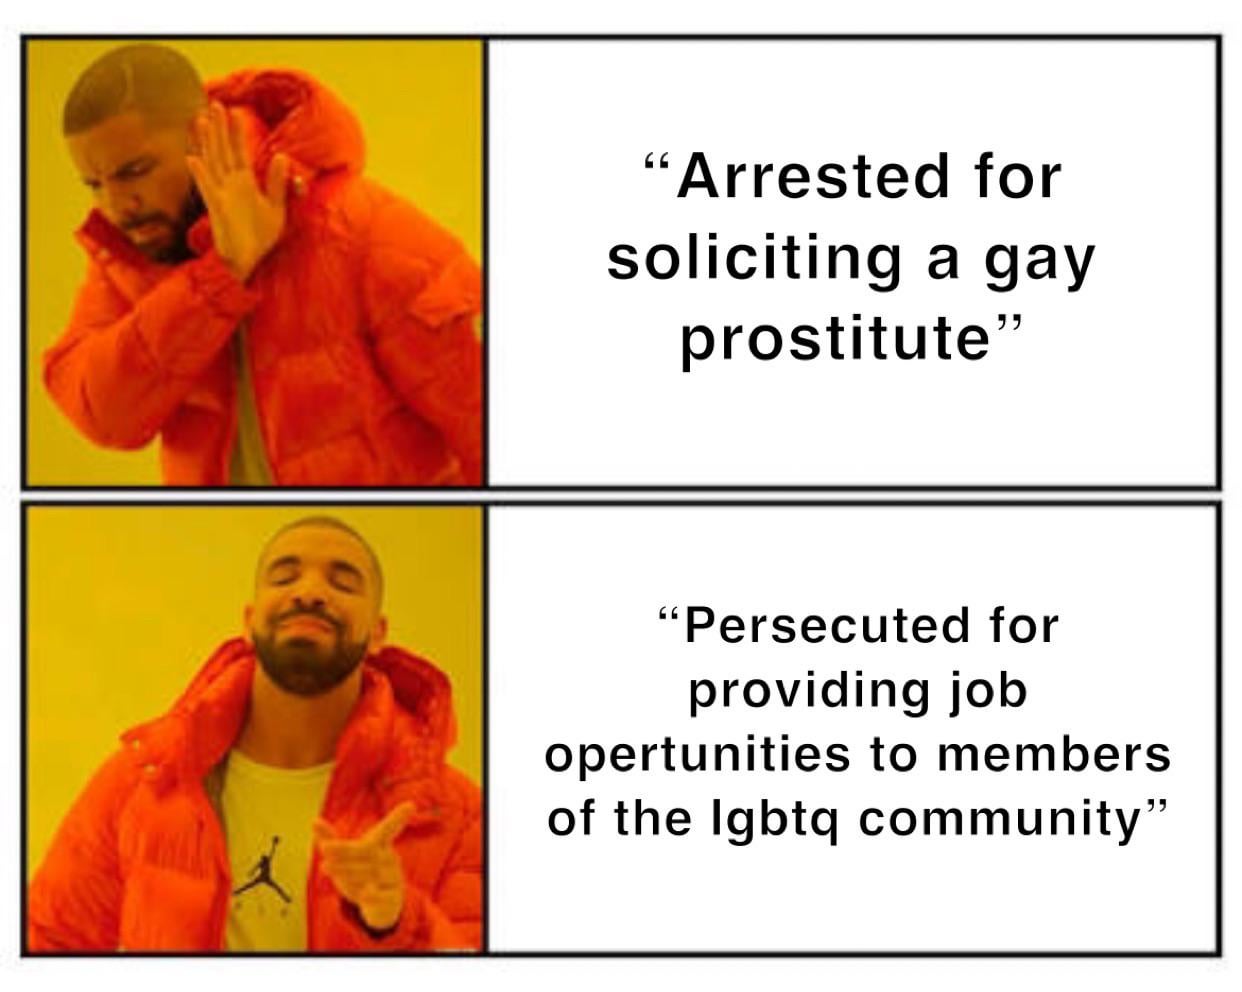 “Arrested for
soliciting a gay
prostitute”
“Persecuted for
providing job
opertunities to members
of the lgbtq community”